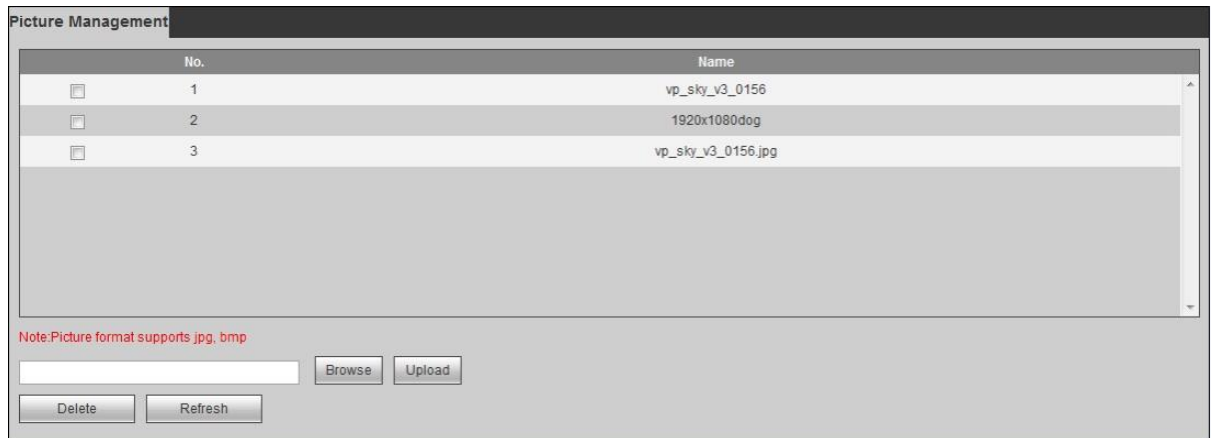 Picture Management
No. Name
1 vp_sky_v3_0156
2 1920x1080dog
3 vp_sky_v3_0156.jpg
Note:Picture format supports jpg, bmp
Browse Upload
Delete Refresh